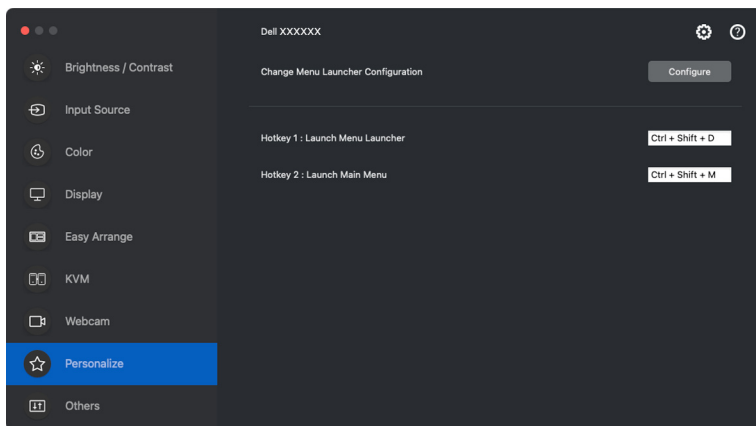 Dell XXXXXX
Brightness / Contrast
Change Menu Launcher Configuration
Configure
Input Source
Hotkey 1 : Launch Menu Launcher
Ctrl + Shift + D
Color
Hotkey 2 : Launch Main Menu
Ctrl + Shift + M
Display
Easy Arrange
KVM
Webcam
Personalize
Others